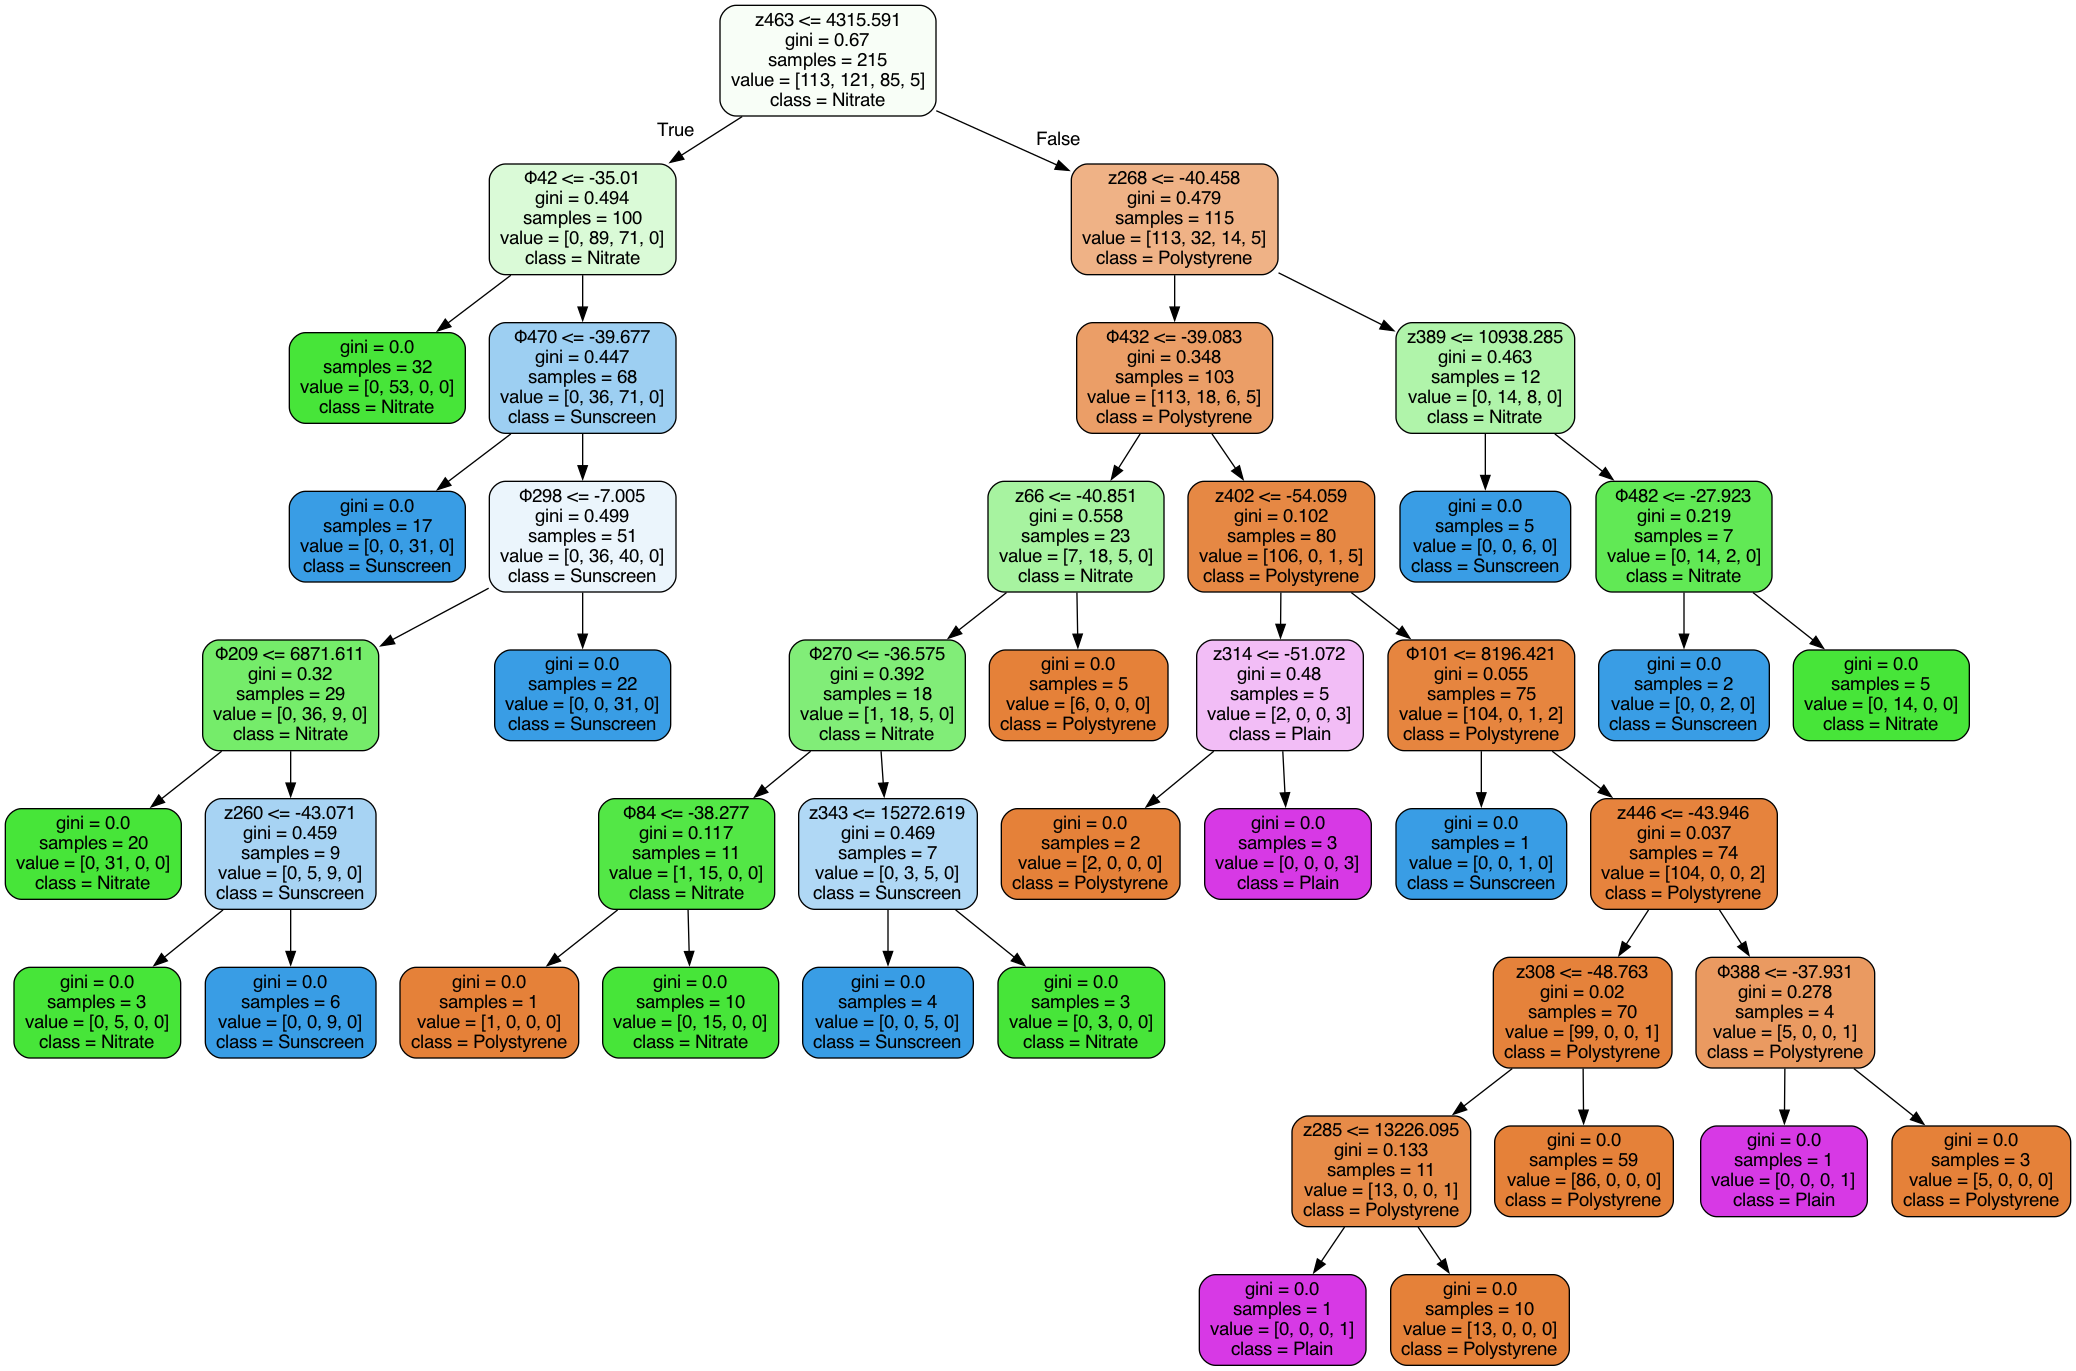 z463 <= 4315.591
gini = 0.67
samples = 215
value = [113, 121, 85, 5]
class = Nitrate
True
False
Φ42 <= -35.01
gini = 0.494
samples = 100
value = [0, 89, 71, 0]
class = Nitrate
z268 <= -40.458
gini = 0.479
samples = 115
value = [113, 32, 14, 5]
class = Polystyrene
gini = 0.0
samples = 32
value = [0, 53, 0, 0]
class = Nitrate
Φ470 <= -39.677
gini = 0.447
samples = 68
value = [0, 36, 71, 0]
class = Sunscreen
Φ432 <= -39.083
gini = 0.348
samples = 103
value = [113, 18, 6, 5]
class = Polystyrene
z389 <= 10938.285
gini = 0.463
samples = 12
value = [0, 14, 8, 0]
class = Nitrate
gini = 0.0
samples = 17
value = [0, 0, 31, 0]
class = Sunscreen
Φ298 <= -7.005
gini = 0.499
samples = 51
value = [0, 36, 40, 0]
class = Sunscreen
z66 <= -40.851
gini = 0.558
samples = 23
value = [7, 18, 5, 0]
class = Nitrate
z402 <= -54.059
gini = 0.102
samples = 80
value = [106, 0, 1, 5]
class = Polystyrene
gini = 0.0
samples = 5
value = [0, 0, 6, 0]
class = Sunscreen
Φ482 <= -27.923
gini = 0.219
samples = 7
value = [0, 14, 2, 0]
class = Nitrate
Φ209 <= 6871.611
gini = 0.32
samples = 29
value = [0, 36, 9, 0]
class = Nitrate
gini = 0.0
samples = 22
value = [0, 0, 31, 0]
class = Sunscreen
Φ270 <= -36.575
gini = 0.392
samples = 18
value = [1, 18, 5, 0]
class = Nitrate
gini = 0.0
samples = 5
value = [6, 0, 0, 0]
class = Polystyrene
z314 <= -51.072
gini = 0.48
samples = 5
value = [2, 0, 0, 3]
class = Plain
Φ101 <= 8196.421
gini = 0.055
samples = 75
value = [104, 0, 1, 2]
class = Polystyrene
gini = 0.0
samples = 2
value = [0, 0, 2, 0]
class = Sunscreen
gini = 0.0
samples = 5
value = [0, 14, 0, 0]
class = Nitrate
gini = 0.0
samples = 20
value = [0, 31, 0, 0]
class = Nitrate
z260 <= -43.071
gini = 0.459
samples = 9
value = [0, 5, 9, 0]
class = Sunscreen
Φ84 <= -38.277
gini = 0.117
samples = 11
value = [1, 15, 0, 0]
class = Nitrate
z343 <= 15272.619
gini = 0.469
samples = 7
value = [0, 3, 5, 0]
class = Sunscreen
gini = 0.0
samples = 2
value = [2, 0, 0, 0]
class = Polystyrene
gini = 0.0
samples = 3
value = [0, 0, 0, 3]
class = Plain
gini = 0.0
samples = 1
value = [0, 0, 1, 0]
class = Sunscreen
z446 <= -43.946
gini = 0.037
samples = 74
value = [104, 0, 0, 2]
class = Polystyrene
gini = 0.0
samples = 3
value = [0, 5, 0, 0]
class = Nitrate
gini = 0.0
samples = 6
value = [0, 0, 9, 0]
class = Sunscreen
gini = 0.0
samples = 1
value = [1, 0, 0, 0]
class = Polystyrene
gini = 0.0
samples = 10
value = [0, 15, 0, 0]
class = Nitrate
gini = 0.0
samples = 4
value = [0, 0, 5, 0]
class = Sunscreen
gini = 0.0
samples = 3
value = [0, 3, 0, 0]
class = Nitrate
z308 <= -48.763
gini = 0.02
samples = 70
value = [99, 0, 0, 1]
class = Polystyrene
Φ388 <= -37.931
gini = 0.278
samples = 4
value = [5, 0, 0, 1]
class = Polystyrene
z285 <= 13226.095
gini = 0.133
samples = 11
value = [13, 0, 0, 1]
class = Polystyrene
gini = 0.0
samples = 59
value = [86, 0, 0, 0]
class = Polystyrene
gini = 0.0
samples = 1
value = [0, 0, 0, 1]
class = Plain
gini = 0.0
samples = 3
value = [5, 0, 0, 0]
class = Polystyrene
gini = 0.0
samples = 1
value = [0, 0, 0, 1]
class = Plain
gini = 0.0
samples = 10
value = [13, 0, 0, 0]
class = Polystyrene